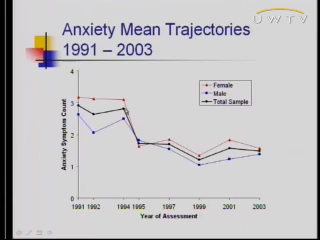 UWTV
Anxiety Mean Trajectories
1991 – 2003
Female
Male
Total Sample
Anxiety Symptom Count
4
3
2
1
0
1991 1992 1994 1995 1997 1999 2001 2003
Year of Assessment